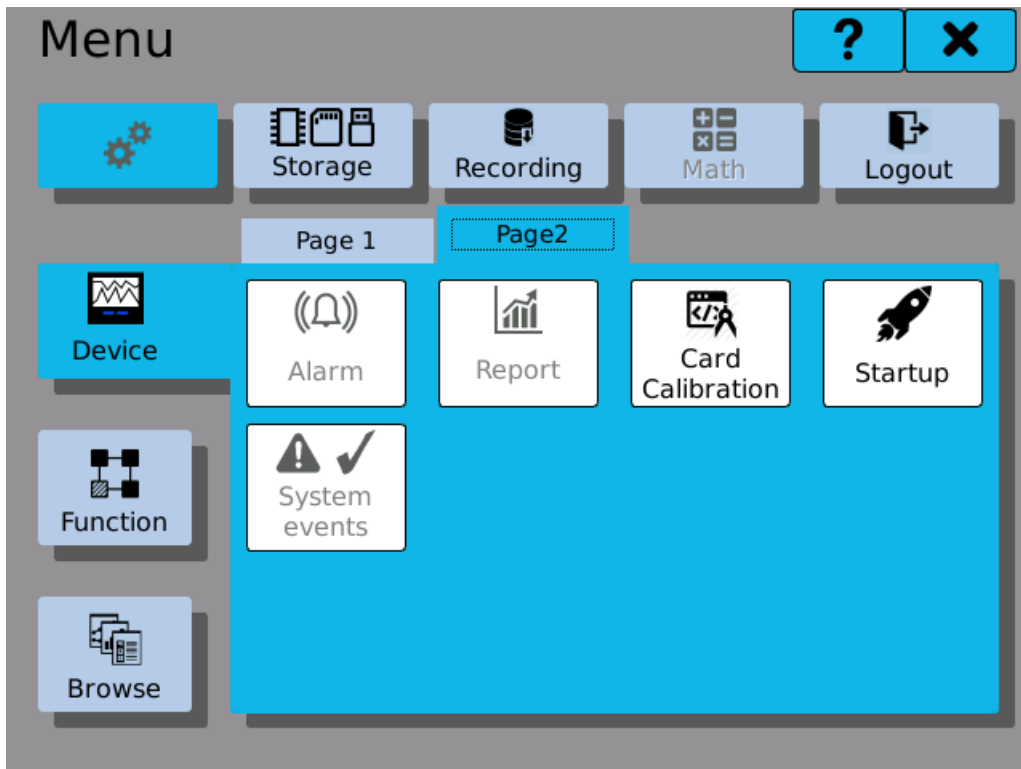 Menu
?
Storage
Recording
Math
Logout
Page 1
Page2
Device
Alarm
Report
Card
Calibration
Startup
System
events
Function
Browse